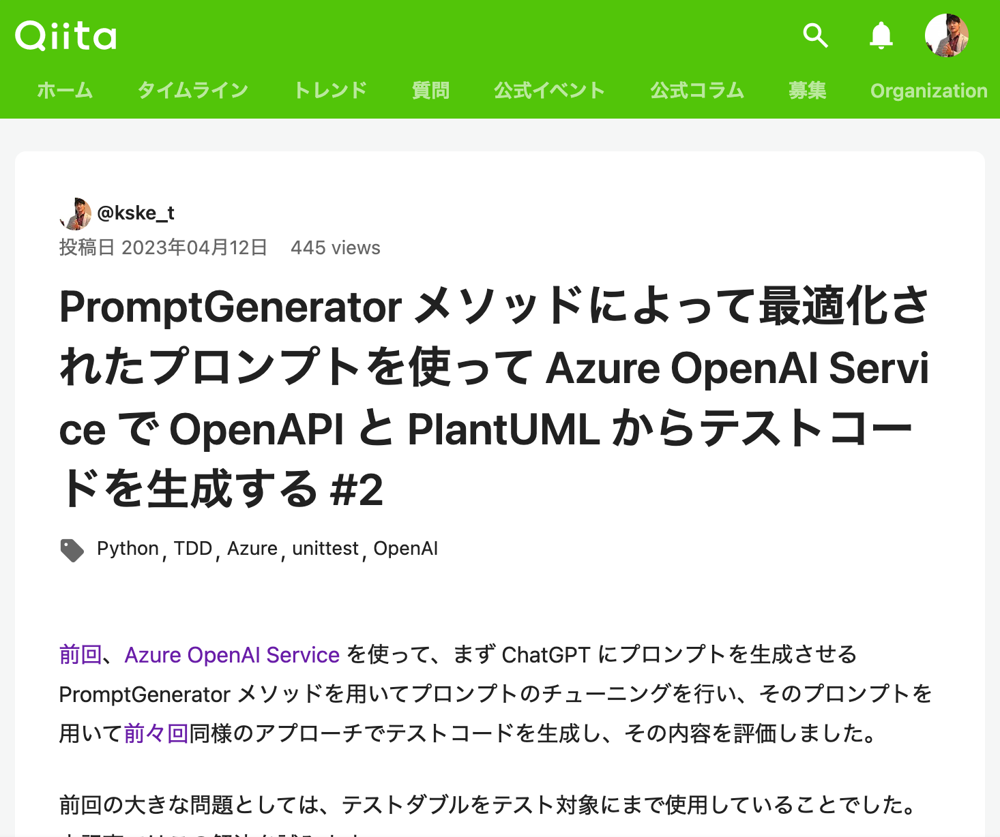 Qiita
ホーム タイムライン トレンド 質問 公式イベント 公式コラム 募集 Organization
@kske_t
投稿日 2023年04月12日 445 views
PromptGenerator メソッドによって最適化さ
れたプロンプトを使って Azure OpenAI Servi
ce で OpenAPI と PlantUML からテストコー
ドを生成する #2
Python , TDD , Azure , unittest , OpenAI
前回、Azure OpenAI Service を使って、まず ChatGPT にプロンプトを生成させる
PromptGenerator メソッドを用いてプロンプトのチューニングを行い、そのプロンプトを
用いて前々回同様のアプローチでテストコードを生成し、その内容を評価しました。
前回の大きな問題としては、テストダブルをテスト対象にまで使用していることでした。